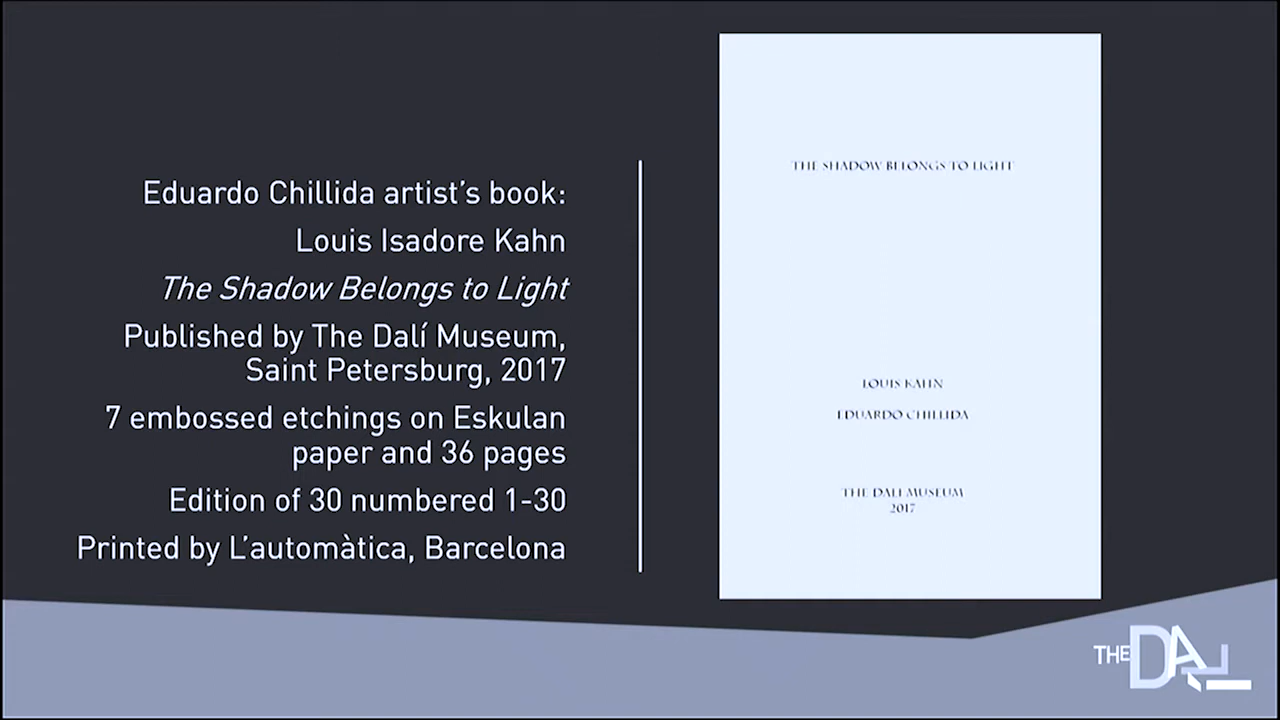 Eduardo Chillida artist's book:
Louis Isadore Kahn
The Shadow Belongs to Light
Published by The Dalí Museum,
Saint Petersburg, 2017
7 embossed etchings on Eskulan
paper and 36 pages
Edition of 30 numbered 1-30
Printed by L'automàtica, Barcelona
THE SHADOW BELONGS TO LIGHT
LOUIS KAHN
EDUARDO CHILLIDA
THE DALI MUSEUM
2017
THE DALÍ